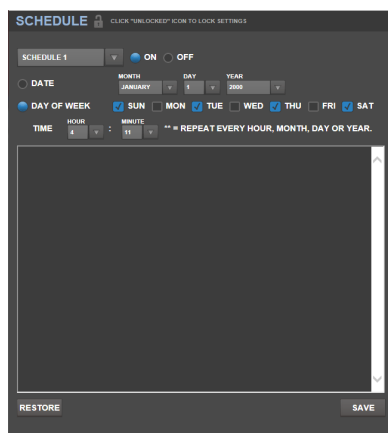 SCHEDULE CLICK "UNLOCKED" ICON TO LOCK SETTINGS
SCHEDULE 1 ON OFF
MONTH DAY YEAR
DATE JANUARY 1 2000
DAY OF WEEK SUN MON TUE WED THU FRI SAT
HOUR MINUTE
TIME 4 : 11 "* = REPEAT EVERY HOUR, MONTH, DAY OR YEAR.
RESTORE SAVE